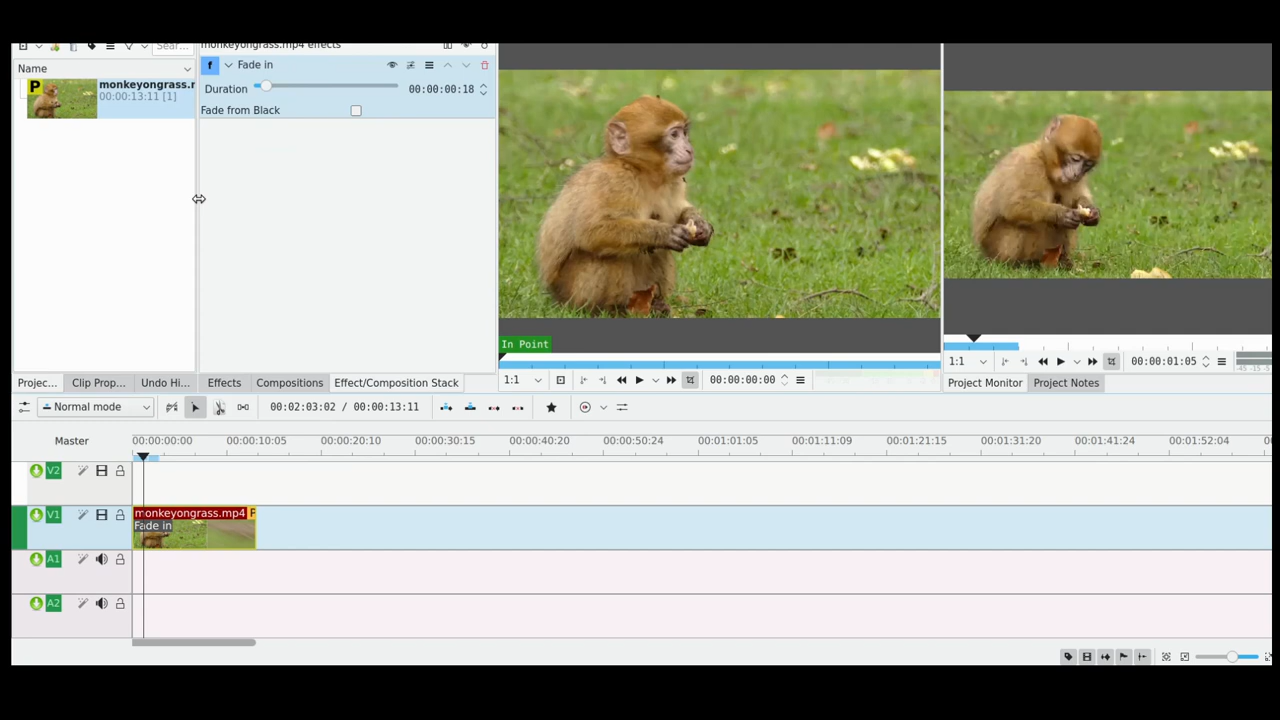 Sear...
monkeyongrass.mp4 effects
Name
P
monkeyongrass.r
00:00:13:11 [1]
f
Fade in
Duration
00:00:00:18
Fade from Black
In Point
1:1
00:00:00:00
1:1
00:00:01:05
-45 -15 -5
Projec...
Clip Prop...
Undo Hi...
Effects
Compositions
Effect/Composition Stack
Project Monitor
Project Notes
Normal mode
00:02:03:02 / 00:00:13:11
Master
00:00:00:00
00:00:10:05
00:00:20:10
00:00:30:15
00:00:40:20
00:00:50:24
00:01:01:05
00:01:11:09
00:01:21:15
00:01:31:20
00:01:41:24
00:01:52:04
V2
V1
monkeyongrass.mp4
Fade in
A1
A2